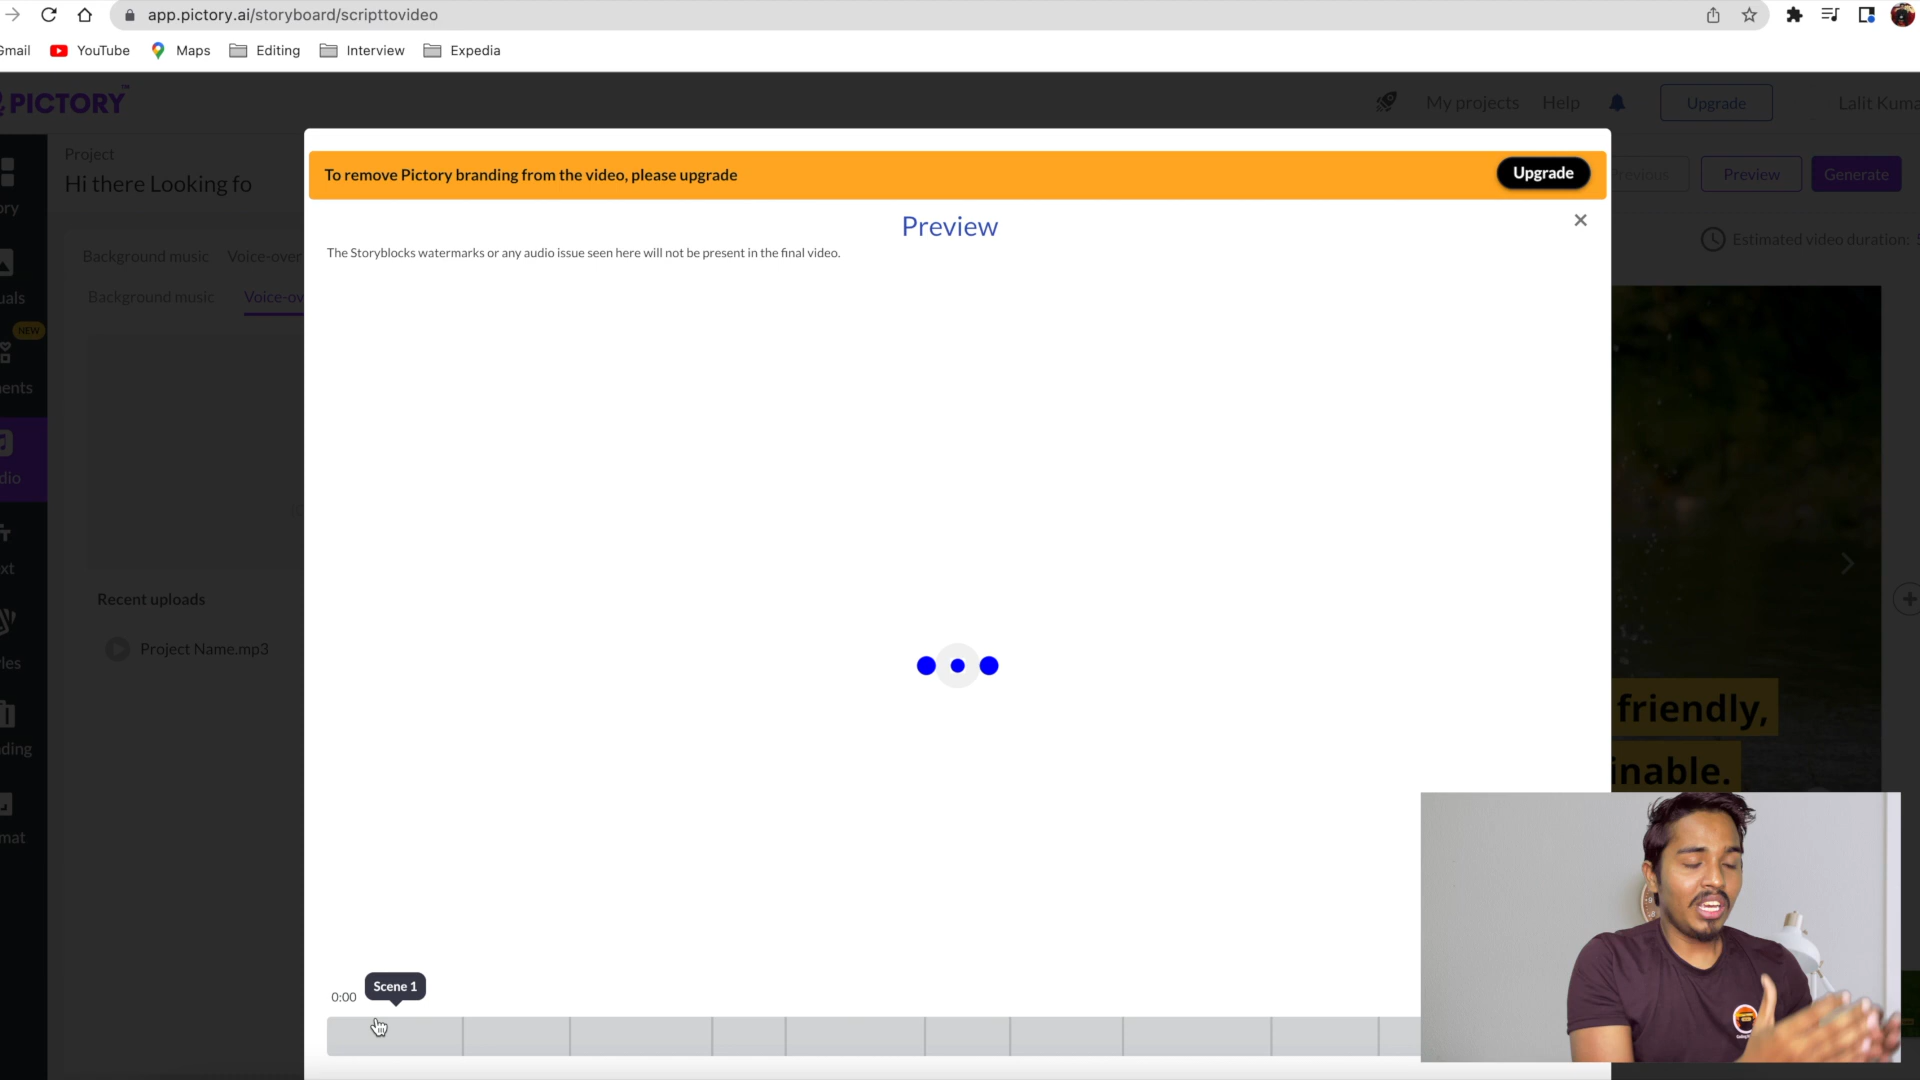 app.pictory.ai/storyboard/scripttovideo
Gmail YouTube Maps Editing Interview Expedia
PICTORY™
My projects Help Upgrade Lalit Kuma
Project
Hi there Looking fo
Previous Preview Generate
To remove Pictory branding from the video, please upgrade
Upgrade
Preview
The Storyblocks watermarks or any audio issue seen here will not be present in the final video.
Estimated video duration:
Background music Voice-over
Background music Voice-ov
ory
uals
NEW
ents
dio
xt
les
ding
mat
Recent uploads
Project Name.mp3
friendly,
inable.
Scene 1
0:00